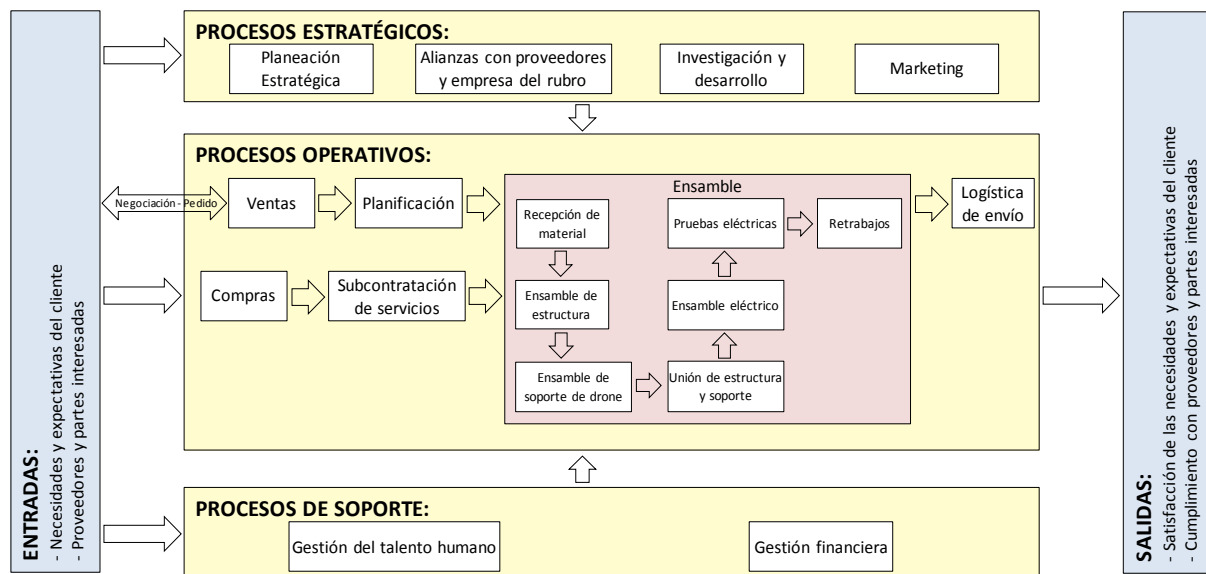 ENTRADAS:
- Necesidades y expectativas del cliente
- Proveedores y partes interesadas
PROCESOS ESTRATÉGICOS:
Planeación
Estratégica
Alianzas con proveedores
y empresa del rubro
Investigación y
desarrollo
Marketing
PROCESOS OPERATIVOS:
Negociación - Pedido
Ventas
Planificación
Compras
Subcontratación
de servicios
Ensamble
Recepción de
material
Ensamble de
estructura
Ensamble de
soporte de drone
Unión de estructura
y soporte
Ensamble eléctrico
Pruebas eléctricas
Retrabajos
Logística
de envío
PROCESOS DE SOPORTE:
Gestión del talento humano
Gestión financiera
SALIDAS:
- Satisfacción de las necesidades y expectativas del cliente
- Cumplimiento con proveedores y partes interesadas